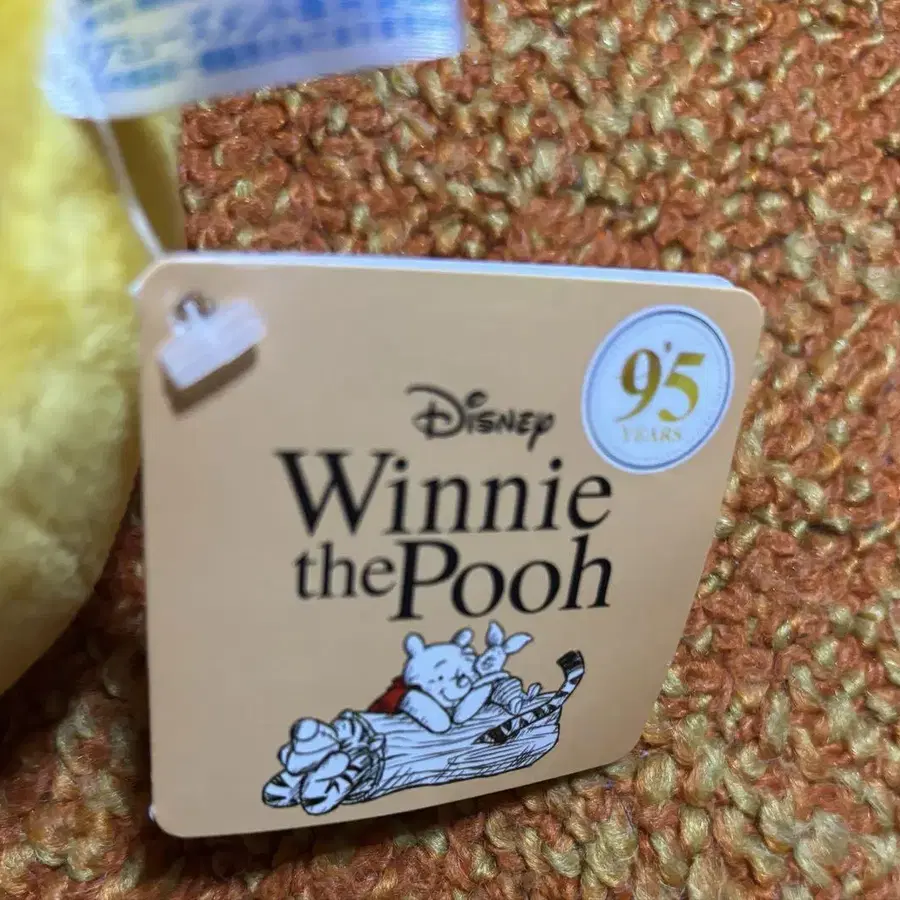 Disney
Winnie
the Pooh
95
YEARS